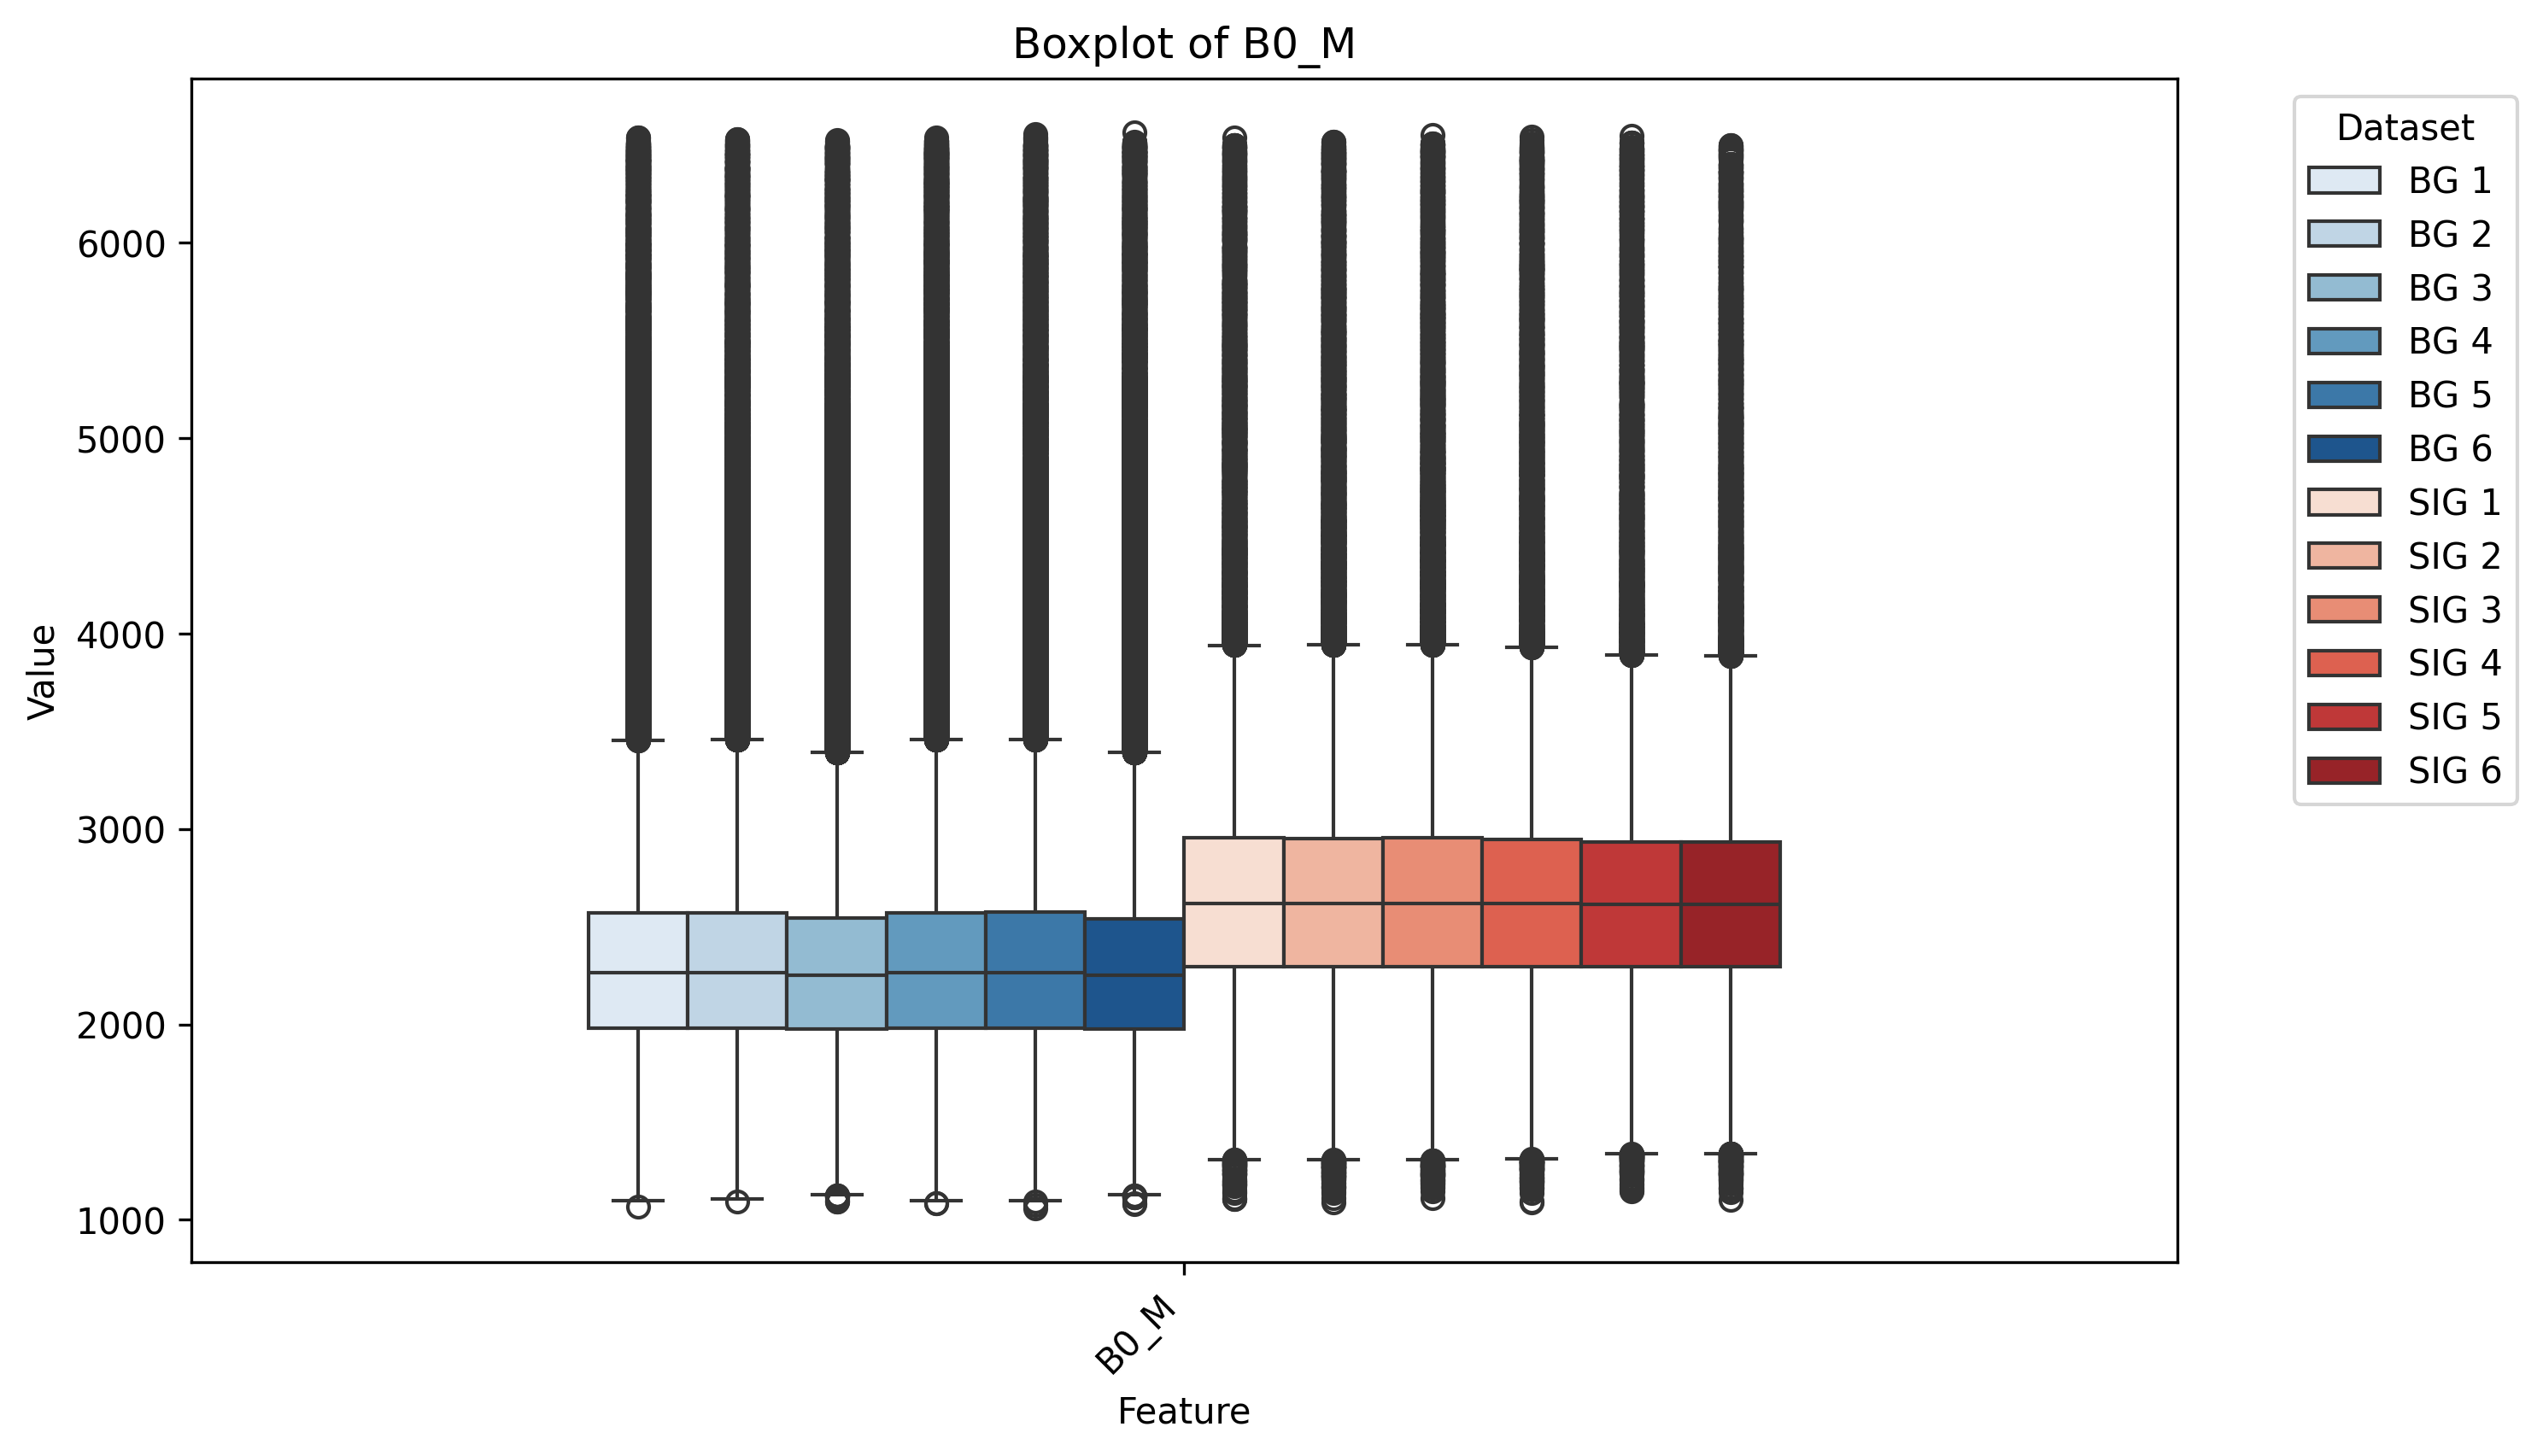 Boxplot of B0_M
Value
6000
5000
4000
3000
2000
1000
B0_M
Feature
Dataset
BG 1
BG 2
BG 3
BG 4
BG 5
BG 6
SIG 1
SIG 2
SIG 3
SIG 4
SIG 5
SIG 6